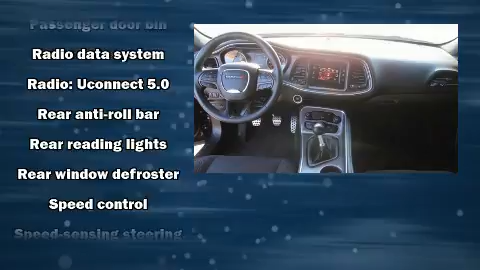 Passenger door bin
Radio data system
Radio: Uconnect 5.0
Rear anti-roll bar
Rear reading lights
Rear window defroster
Speed control
Speed-sensing steering